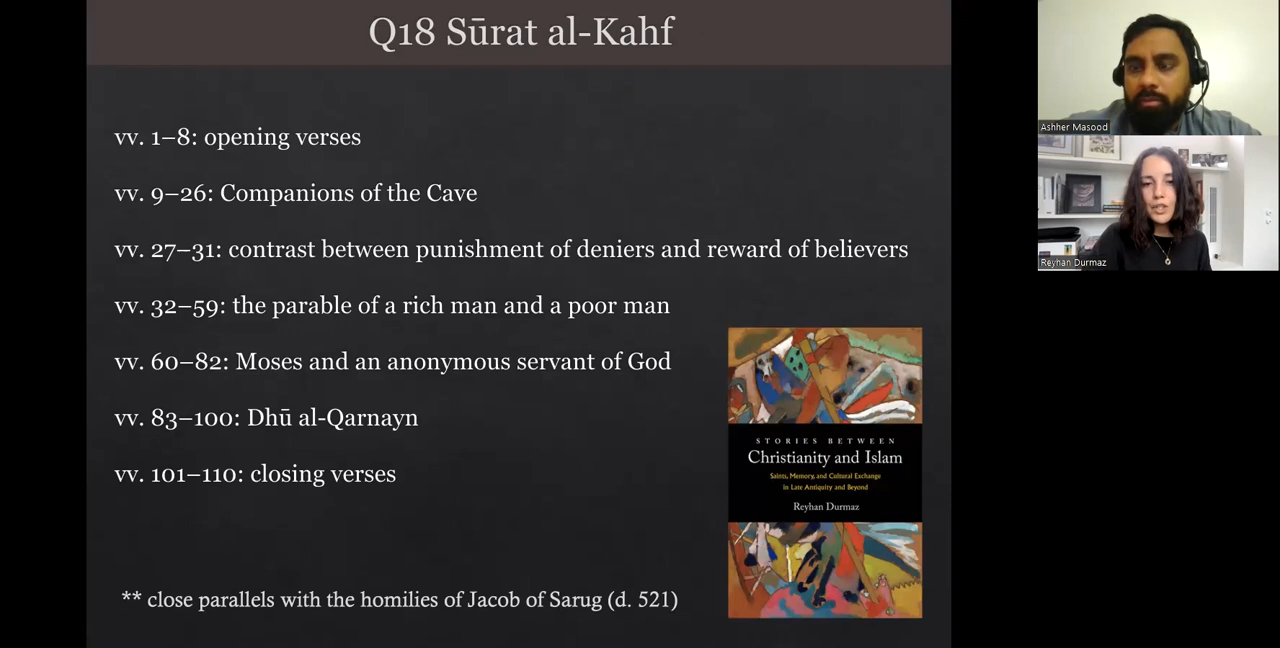 Q18 Sūrat al-Kahf
vv. 1–8: opening verses
vv. 9–26: Companions of the Cave
vv. 27–31: contrast between punishment of deniers and reward of believers
vv. 32–59: the parable of a rich man and a poor man
vv. 60–82: Moses and an anonymous servant of God
vv. 83–100: Dhū al-Qarnayn
vv. 101–110: closing verses
** close parallels with the homilies of Jacob of Sarug (d. 521)
STORIES BETWEEN
Christianity and Islam
Saints, Memory, and Cultural Exchange
in Late Antiquity and Beyond
Reyhan Durmaz
Ashher Masood
Reyhan Durmaz